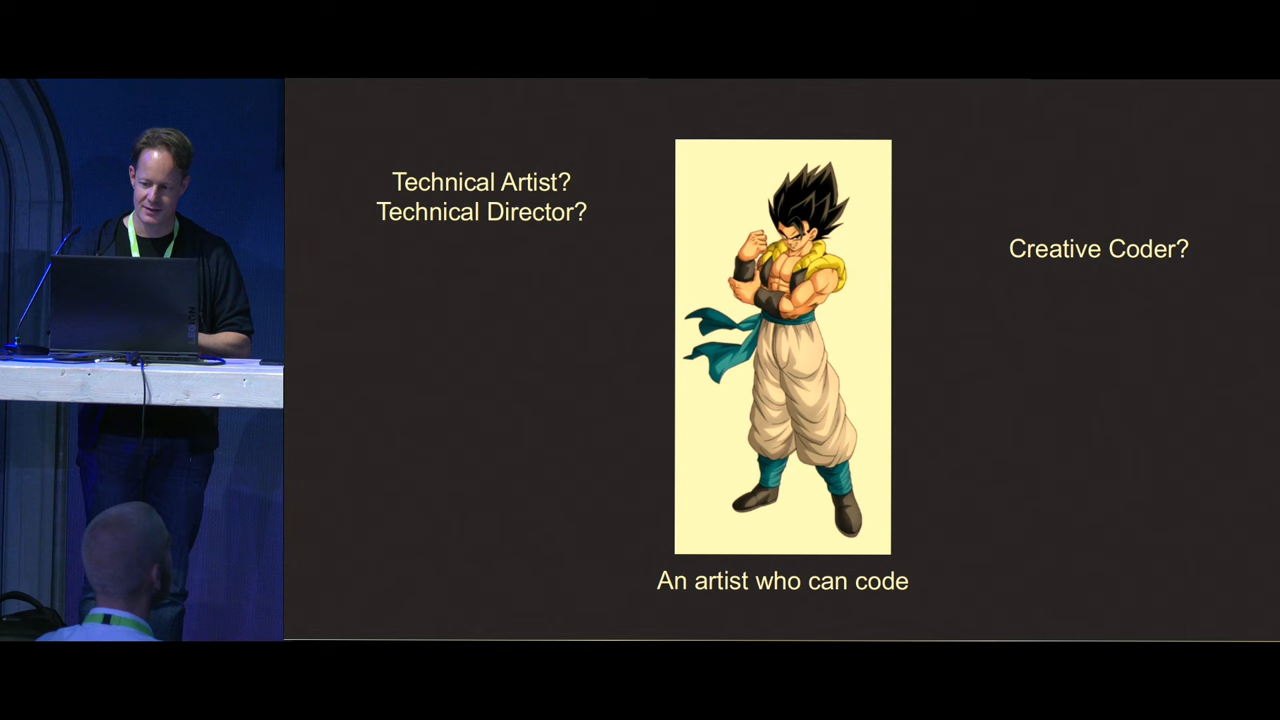 Technical Artist?
Technical Director?
Creative Coder?
An artist who can code